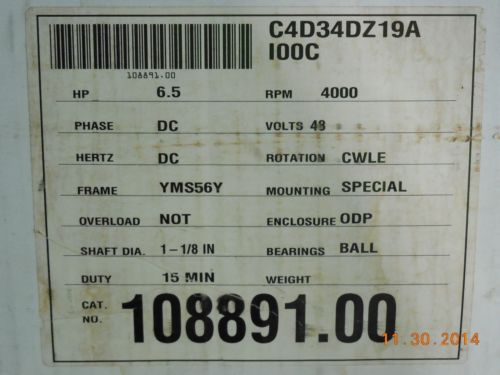 C4D34DZ19A
I00C
108891.00
HP 6.5 RPM 4000
PHASE DC VOLTS 48
HERTZ DC ROTATION CWLE
FRAME YMS56Y MOUNTING SPECIAL
OVERLOAD NOT ENCLOSURE ODP
SHAFT DIA. 1-1/8 IN BEARINGS BALL
DUTY 15 MIN WEIGHT
CAT.
NO. 108891.00
11.30.2014